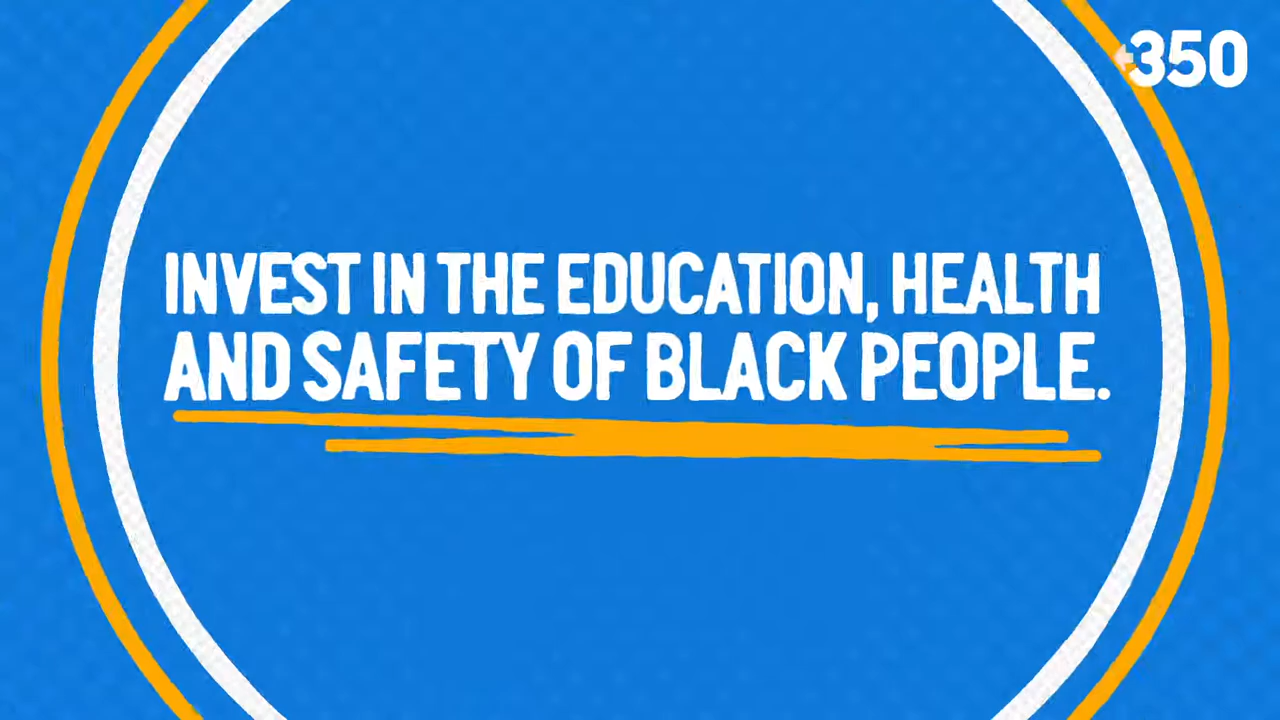 350
INVEST IN THE EDUCATION, HEALTH
AND SAFETY OF BLACK PEOPLE.